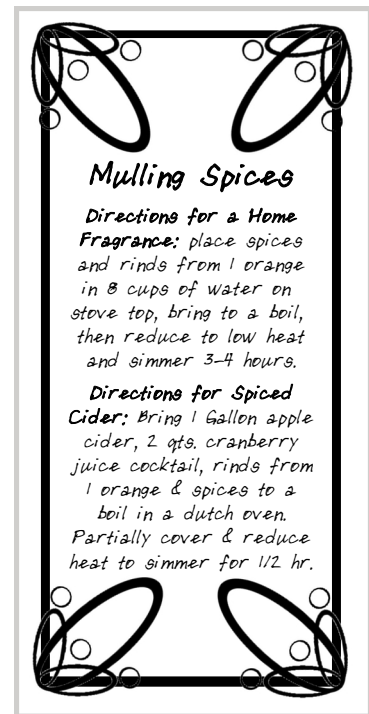 Mulling Spices
Directions for a Home
Fragrance: place spices
and rinds from 1 orange
in 8 cups of water on
stove top, bring to a boil,
then reduce to low heat
and simmer 3-4 hours.
Directions for Spiced
Cider: Bring 1 Gallon apple
cider, 2 qts. cranberry
juice cocktail, rinds from
1 orange & spices to a
boil in a dutch oven.
Partially cover & reduce
heat to simmer for 1/2 hr.